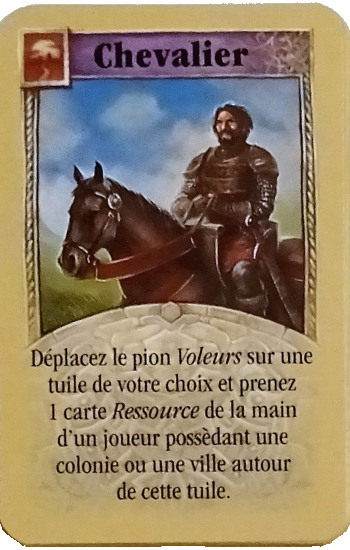 Chevalier
Déplacez le pion Voleurs sur une
tuile de votre choix et prenez
1 carte Ressource de la main
d'un joueur possèdant une
colonie ou une ville autour
de cette tuile.